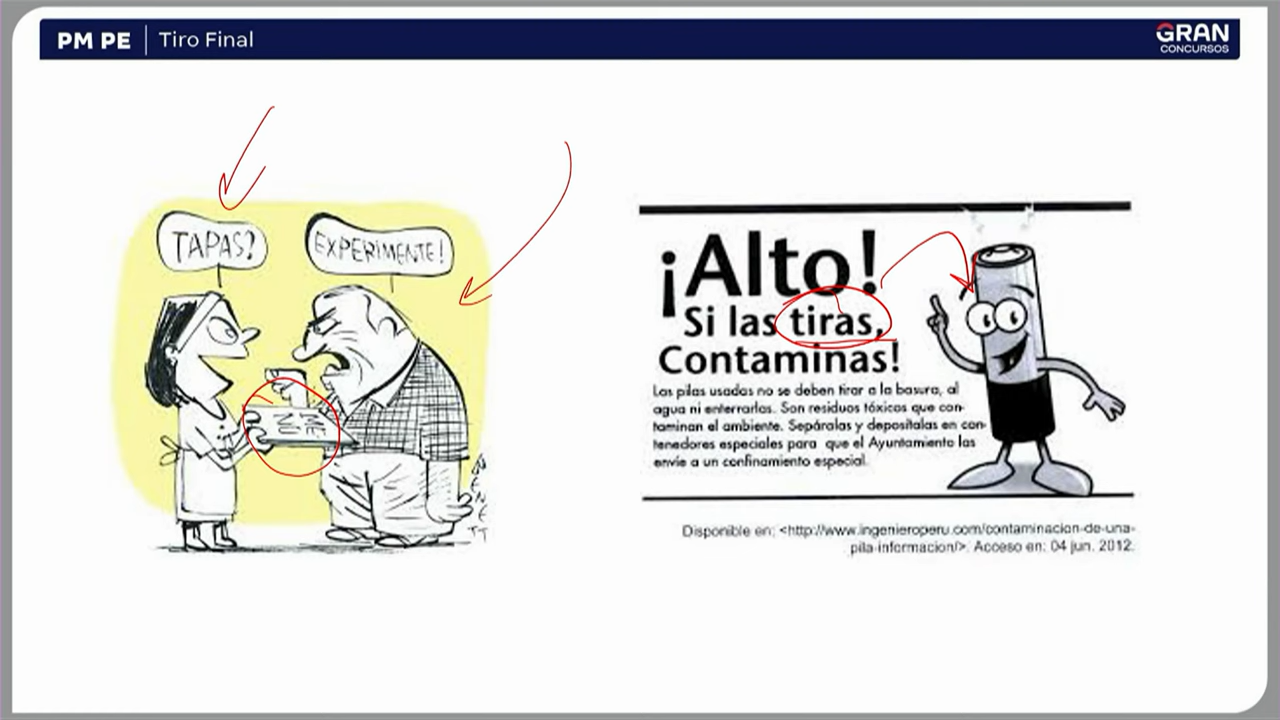 PM PE
Tiro Final
GRAN
CONCURSOS
TAPAS?
EXPERIMENTE!
ME
NU
BENETT
¡Alto!
Si las tiras,
Contaminas!
Las pilas usadas no se deben tirar a la basura, al
agua ni enterrarlas. Son residuos tóxicos que con-
taminan el ambiente. Sepáralas y deposítalas en con-
tenedores especiales para que el Ayuntamiento las
envíe a un confinamiento especial.
Disponible en: <http://www.ingenieroperu.com/contaminacion-de-una-
pila-informacion/>. Acceso en: 04 jun. 2012.